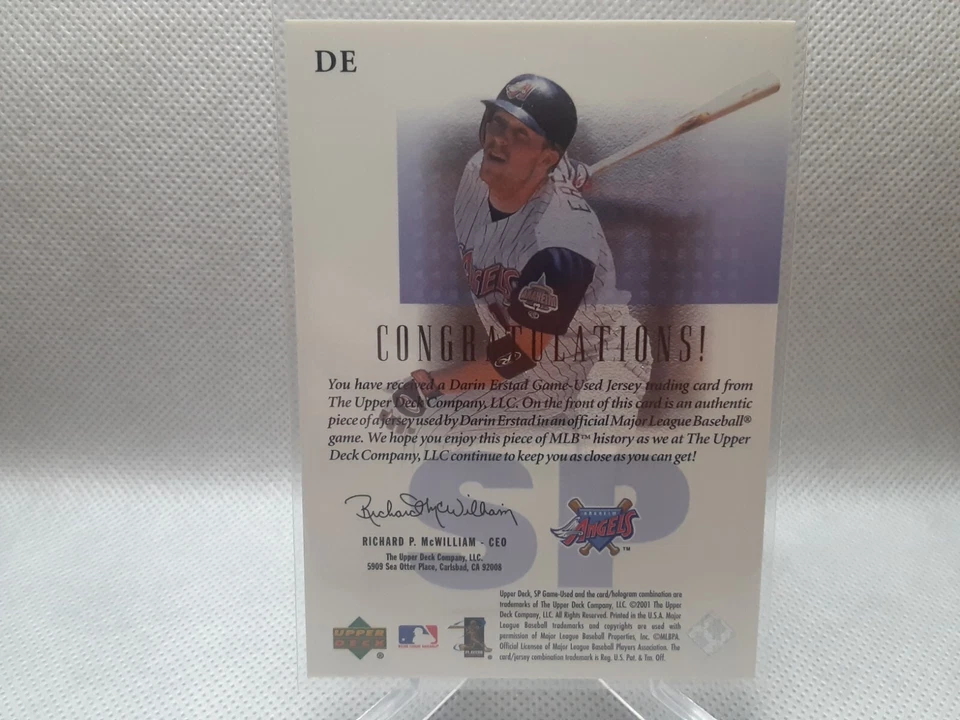 DE
ANGELS
CONGRATULATIONS!
You have received a Darin Erstad Game-Used Jersey trading card from
The Upper Deck Company, LLC. On the front of this card is an authentic
piece of a jersey used by Darin Erstad in an official Major League Baseball®
game. We hope you enjoy this piece of MLB™ history as we at The Upper
Deck Company, LLC continue to keep you as close as you can get!
SP
Richard McWilliam
RICHARD P. McWILLIAM - CEO
The Upper Deck Company, LLC.
5909 Sea Otter Place, Carlsbad, CA 92008
ANAHEIM
ANGELS
™
Upper Deck, SP Game-Used and the card/hologram combination are
trademarks of The Upper Deck Company, LLC. ©2001 The Upper
Deck Company, LLC. All Rights Reserved. Printed in the U.S.A. Major
League Baseball trademarks and copyrights are used with
permission of Major League Baseball Properties, Inc. ©MLBPA.
Official Licensee of Major League Baseball Players Association. The
card/jersey combination trademark is Reg. U.S. Pat. & Tm. Off.
UPPER
DECK
®